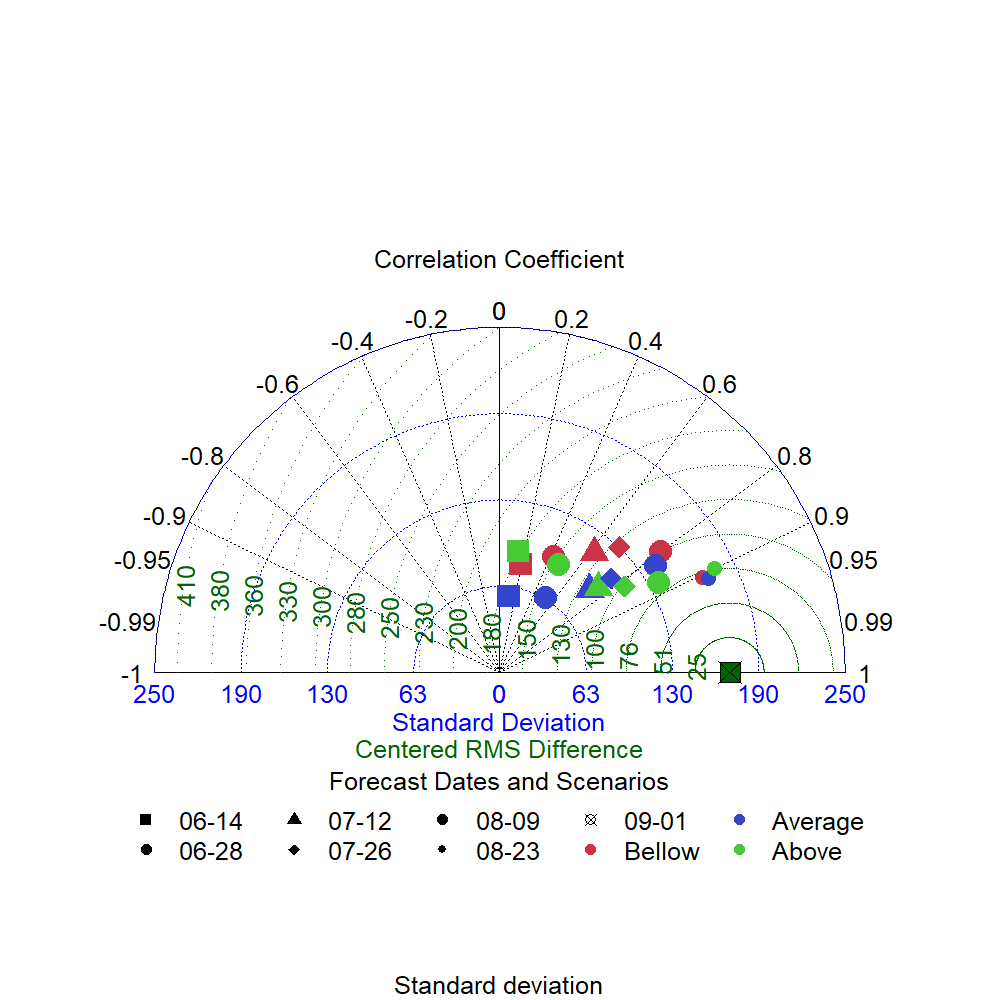 Correlation Coefficient
0
-0.2 0.2
-0.4 0.4
-0.6 0.6
-0.8 0.8
-0.9 0.9
-0.95 0.95
-0.99 0.99
410 380 360 330 300 280 250 230 200 180 150 130 100 76 51 25
-1 1
250 190 130 63 0 63 130 190 250
Standard Deviation
Centered RMS Difference
Forecast Dates and Scenarios
06-14 07-12 08-09 09-01 Average
06-28 07-26 08-23 Bellow Above
Standard deviation